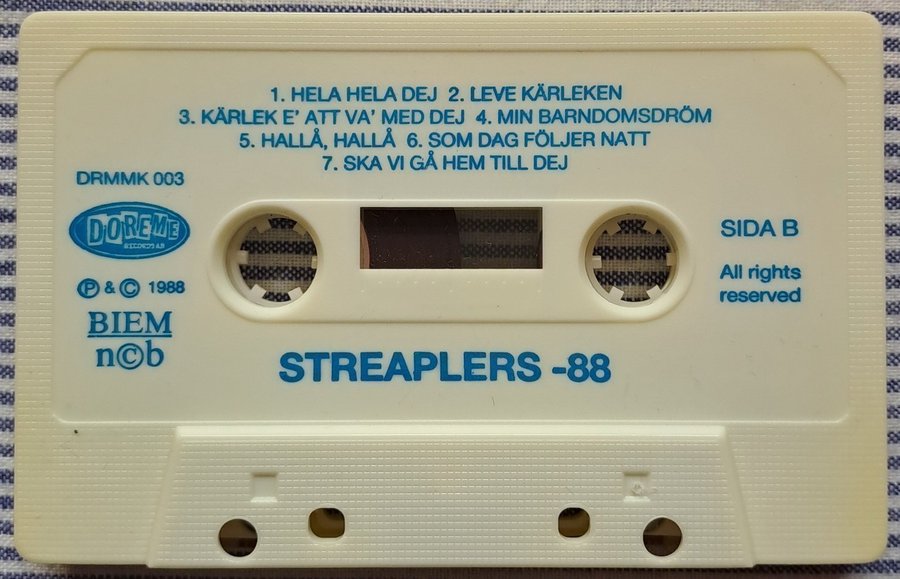 1. HELA HELA DEJ 2. LEVE KÄRLEKEN
3. KÄRLEK E' ATT VA' MED DEJ 4. MIN BARNDOMSDRÖM
5. HALLÅ, HALLÅ 6. SOM DAG FÖLJER NATT
7. SKA VI GÅ HEM TILL DEJ
DRMMK 003
DOREME
RECORDS AB
Ⓟ & © 1988
BIEM
n©b
SIDA B
All rights
reserved
STREAPLERS -88